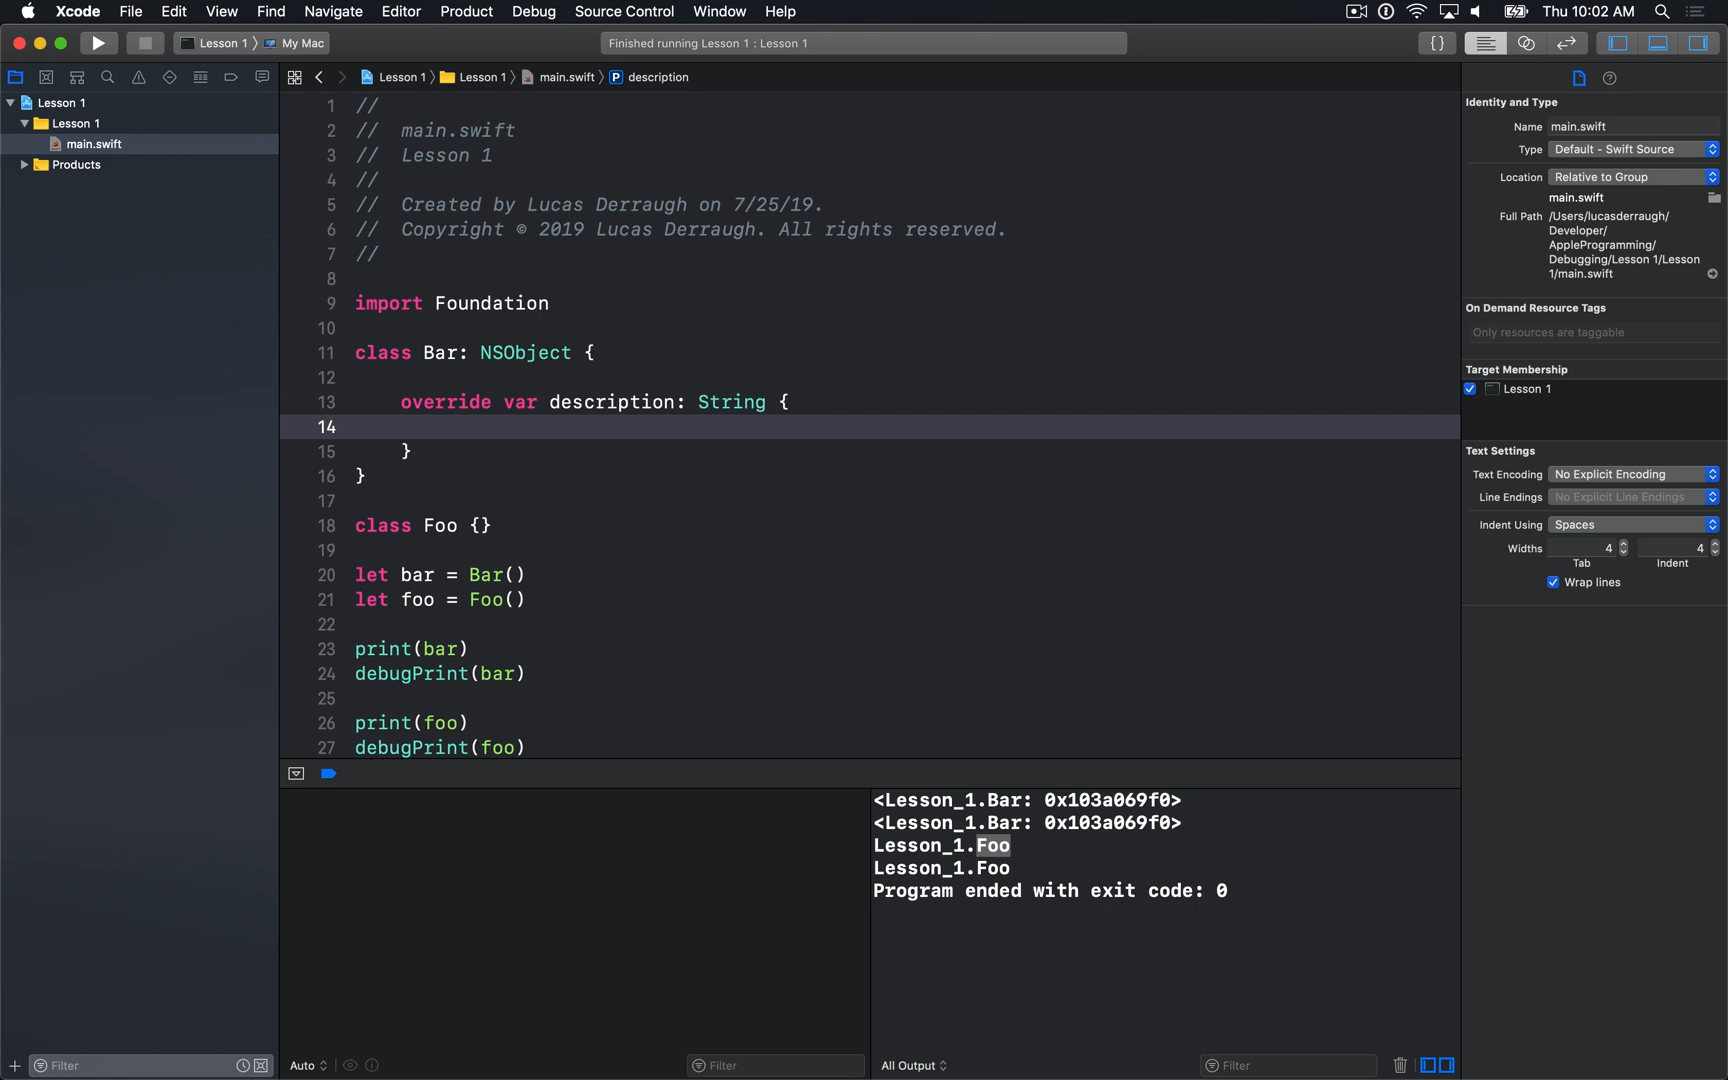 Xcode File Edit View Find Navigate Editor Product Debug Source Control Window Help Thu 10:02 AM
Lesson 1 My Mac Finished running Lesson 1 : Lesson 1 {}
Lesson 1 Lesson 1 main.swift P description
Lesson 1
Lesson 1
main.swift
Products
1 //
2 // main.swift
3 // Lesson 1
4 //
5 // Created by Lucas Derraugh on 7/25/19.
6 // Copyright © 2019 Lucas Derraugh. All rights reserved.
7 //
8
9 import Foundation
10
11 class Bar: NSObject {
12
13 override var description: String {
14
15 }
16 }
17
18 class Foo {}
19
20 let bar = Bar()
21 let foo = Foo()
22
23 print(bar)
24 debugPrint(bar)
25
26 print(foo)
27 debugPrint(foo)
<Lesson_1.Bar: 0x103a069f0>
<Lesson_1.Bar: 0x103a069f0>
Lesson_1.Foo
Lesson_1.Foo
Program ended with exit code: 0
Filter
Auto
Filter
All Output
Filter
Identity and Type
Name main.swift
Type Default - Swift Source
Location Relative to Group
main.swift
Full Path /Users/lucasderraugh/
Developer/
AppleProgramming/
Debugging/Lesson 1/Lesson
1/main.swift
On Demand Resource Tags
Only resources are taggable
Target Membership
Lesson 1
Text Settings
Text Encoding No Explicit Encoding
Line Endings No Explicit Line Endings
Indent Using Spaces
Widths 4 4
Tab Indent
Wrap lines